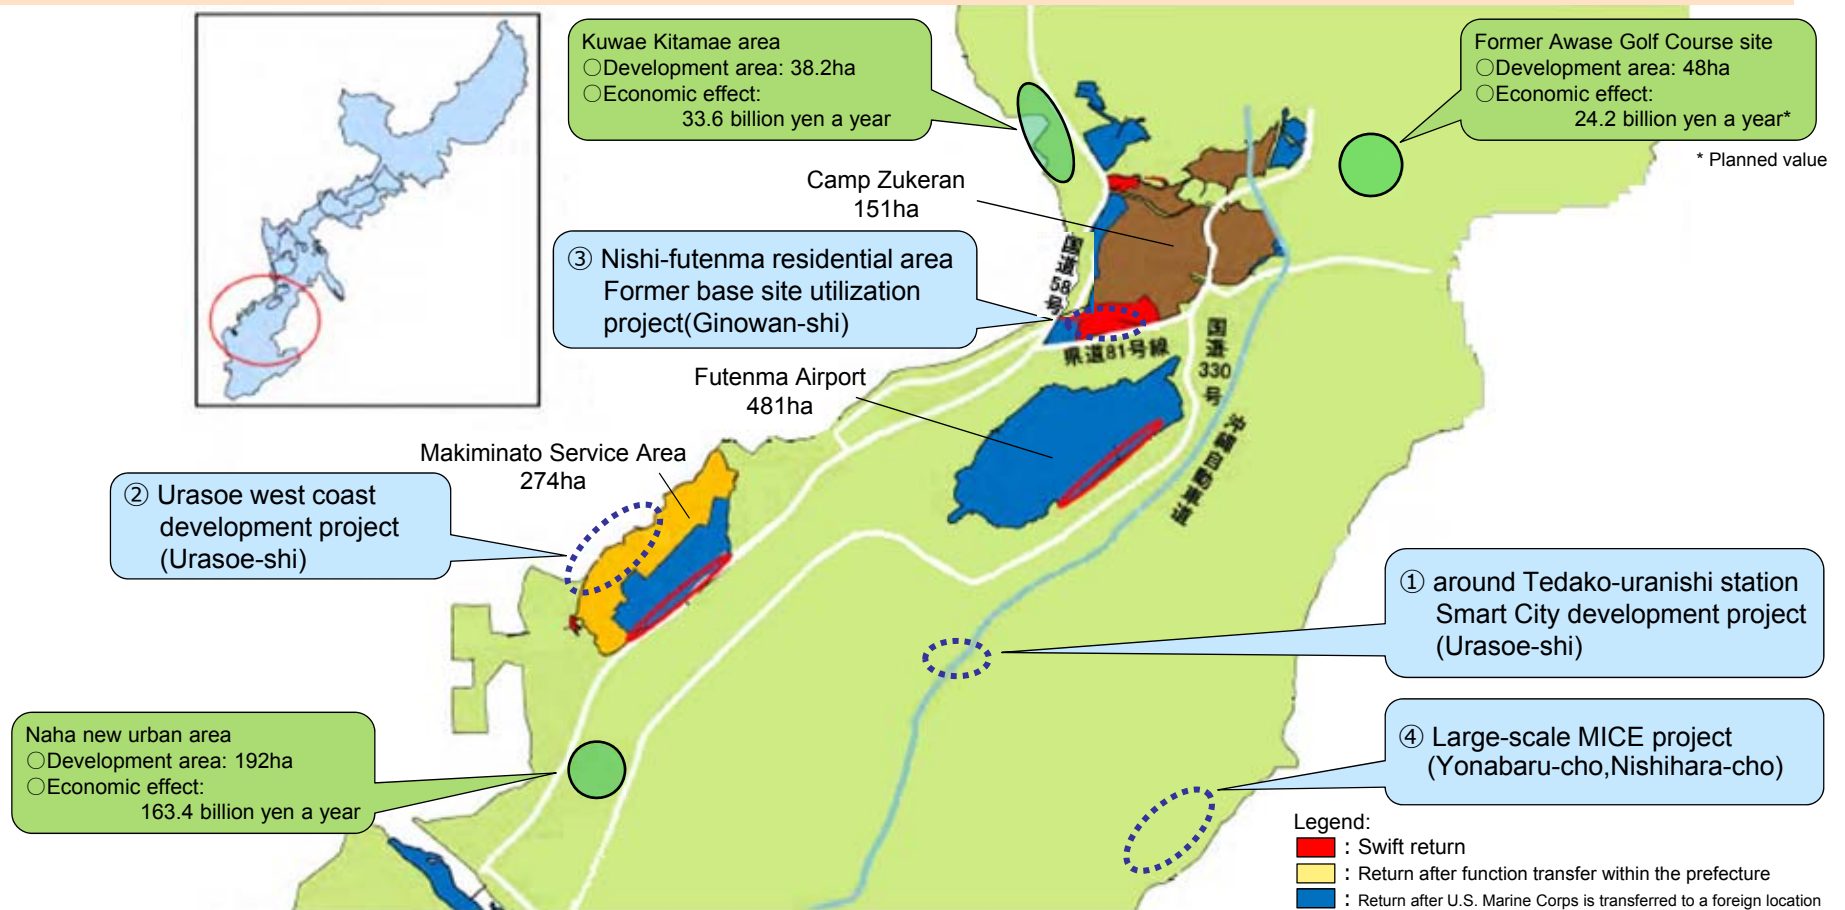 Kuwae Kitamae area
○Development area: 38.2ha
○Economic effect:
33.6 billion yen a year
Former Awase Golf Course site
○Development area: 48ha
○Economic effect:
24.2 billion yen a year*
* Planned value
Camp Zukeran
151ha
③ Nishi-futenma residential area
Former base site utilization
project(Ginowan-shi)
国道58号
県道81号線
国道330号
沖縄自動車道
Futenma Airport
481ha
Makiminato Service Area
274ha
② Urasoe west coast
development project
(Urasoe-shi)
① around Tedako-uranishi station
Smart City development project
(Urasoe-shi)
Naha new urban area
○Development area: 192ha
○Economic effect:
163.4 billion yen a year
④ Large-scale MICE project
(Yonabaru-cho,Nishihara-cho)
Legend:
: Swift return
: Return after function transfer within the prefecture
: Return after U.S. Marine Corps is transferred to a foreign location